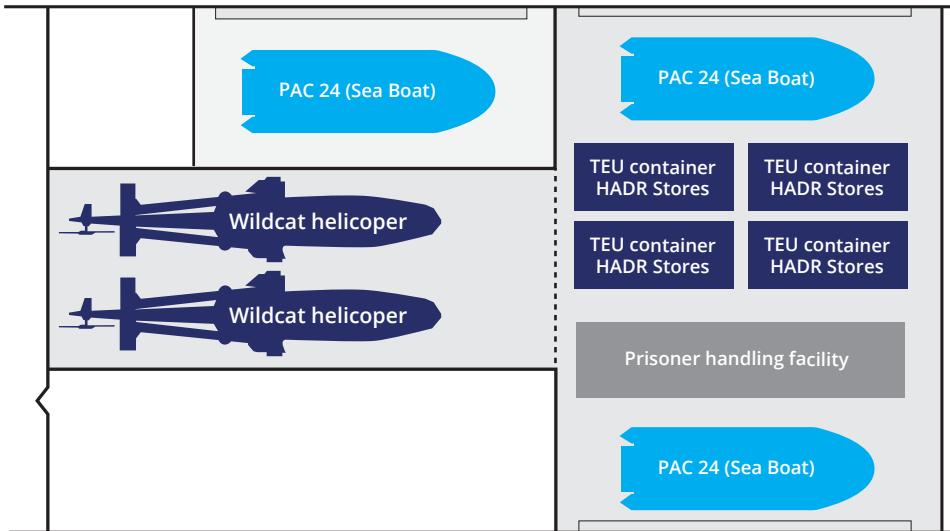 PAC 24 (Sea Boat)
PAC 24 (Sea Boat)
TEU container
HADR Stores
TEU container
HADR Stores
Wildcat helicoper
TEU container
HADR Stores
TEU container
HADR Stores
Wildcat helicoper
Prisoner handling facility
PAC 24 (Sea Boat)